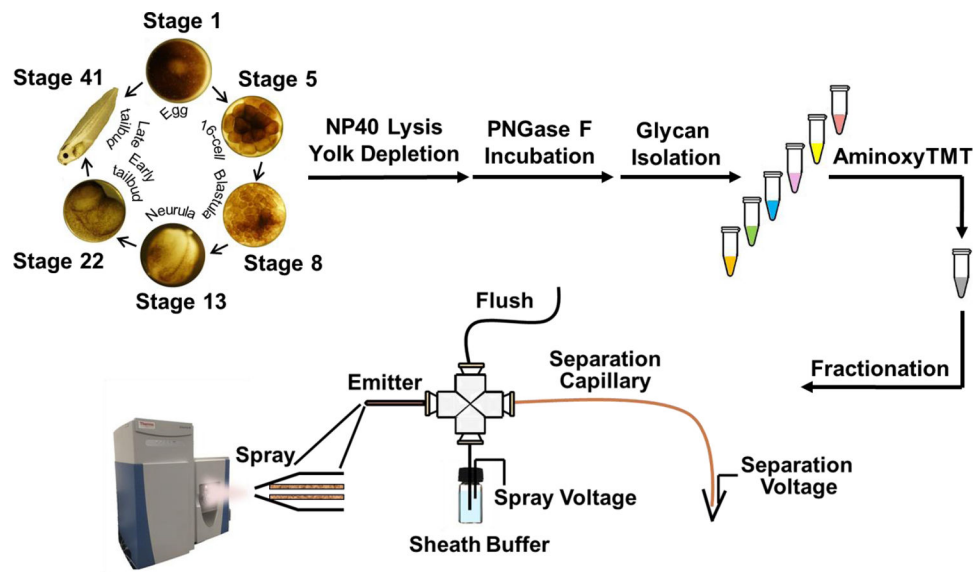 Stage 1
Stage 41
Stage 5
Egg
16-cell
Blastula
Neurula
Early
tailbud
Late
tailbud
Stage 22
Stage 8
Stage 13
NP40 Lysis
Yolk Depletion
PNGase F
Incubation
Glycan
Isolation
AminoxyTMT
Fractionation
Flush
Separation
Capillary
Emitter
Spray
Spray Voltage
Separation
Voltage
Sheath Buffer